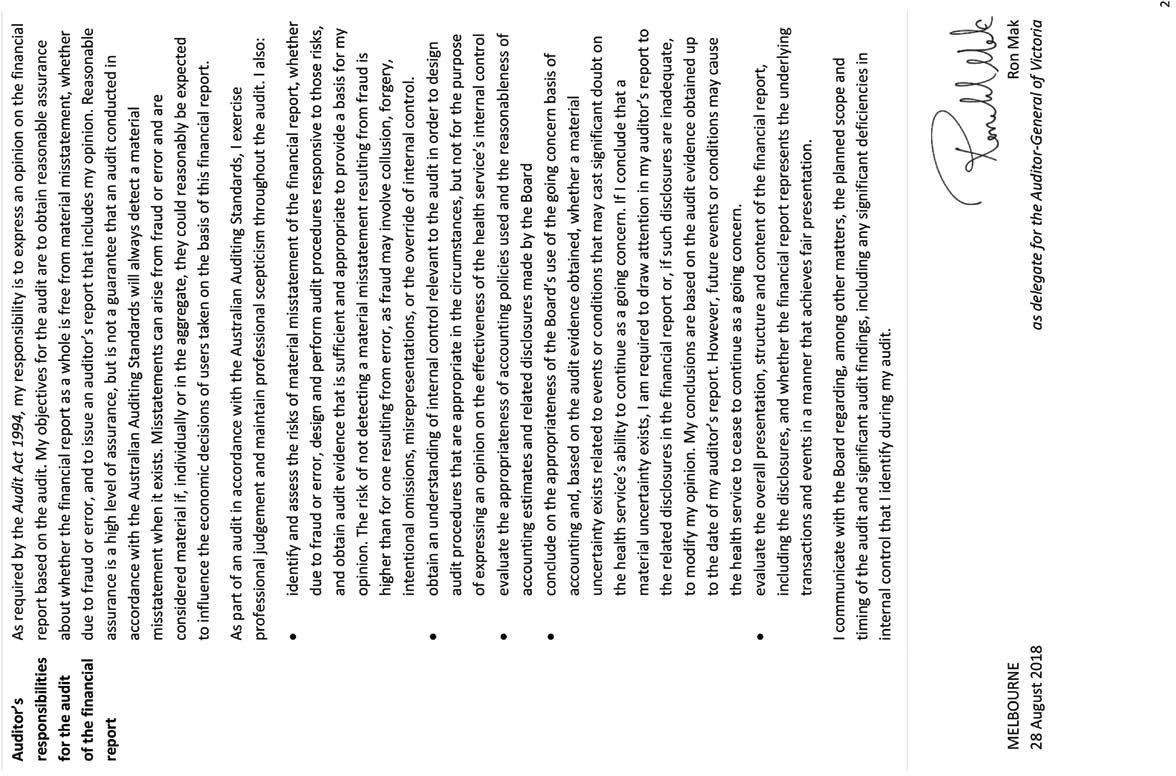 Auditor's
responsibilities
for the audit
of the financial
report
As required by the Audit Act 1994, my responsibility is to express an opinion on the financial
report based on the audit. My objectives for the audit are to obtain reasonable assurance
about whether the financial report as a whole is free from material misstatement, whether
due to fraud or error, and to issue an auditor's report that includes my opinion. Reasonable
assurance is a high level of assurance, but is not a guarantee that an audit conducted in
accordance with the Australian Auditing Standards will always detect a material
misstatement when it exists. Misstatements can arise from fraud or error and are
considered material if, individually or in the aggregate, they could reasonably be expected
to influence the economic decisions of users taken on the basis of this financial report.
As part of an audit in accordance with the Australian Auditing Standards, I exercise
professional judgement and maintain professional scepticism throughout the audit. I also:
• identify and assess the risks of material misstatement of the financial report, whether
due to fraud or error, design and perform audit procedures responsive to those risks,
and obtain audit evidence that is sufficient and appropriate to provide a basis for my
opinion. The risk of not detecting a material misstatement resulting from fraud is
higher than for one resulting from error, as fraud may involve collusion, forgery,
intentional omissions, misrepresentations, or the override of internal control.
• obtain an understanding of internal control relevant to the audit in order to design
audit procedures that are appropriate in the circumstances, but not for the purpose
of expressing an opinion on the effectiveness of the health service's internal control
• evaluate the appropriateness of accounting policies used and the reasonableness of
accounting estimates and related disclosures made by the Board
• conclude on the appropriateness of the Board's use of the going concern basis of
accounting and, based on the audit evidence obtained, whether a material
uncertainty exists related to events or conditions that may cast significant doubt on
the health service's ability to continue as a going concern. If I conclude that a
material uncertainty exists, I am required to draw attention in my auditor's report to
the related disclosures in the financial report or, if such disclosures are inadequate,
to modify my opinion. My conclusions are based on the audit evidence obtained up
to the date of my auditor's report. However, future events or conditions may cause
the health service to cease to continue as a going concern.
• evaluate the overall presentation, structure and content of the financial report,
including the disclosures, and whether the financial report represents the underlying
transactions and events in a manner that achieves fair presentation.
I communicate with the Board regarding, among other matters, the planned scope and
timing of the audit and significant audit findings, including any significant deficiencies in
internal control that I identify during my audit.
MELBOURNE
28 August 2018
Ron Mak
as delegate for the Auditor-General of Victoria
2